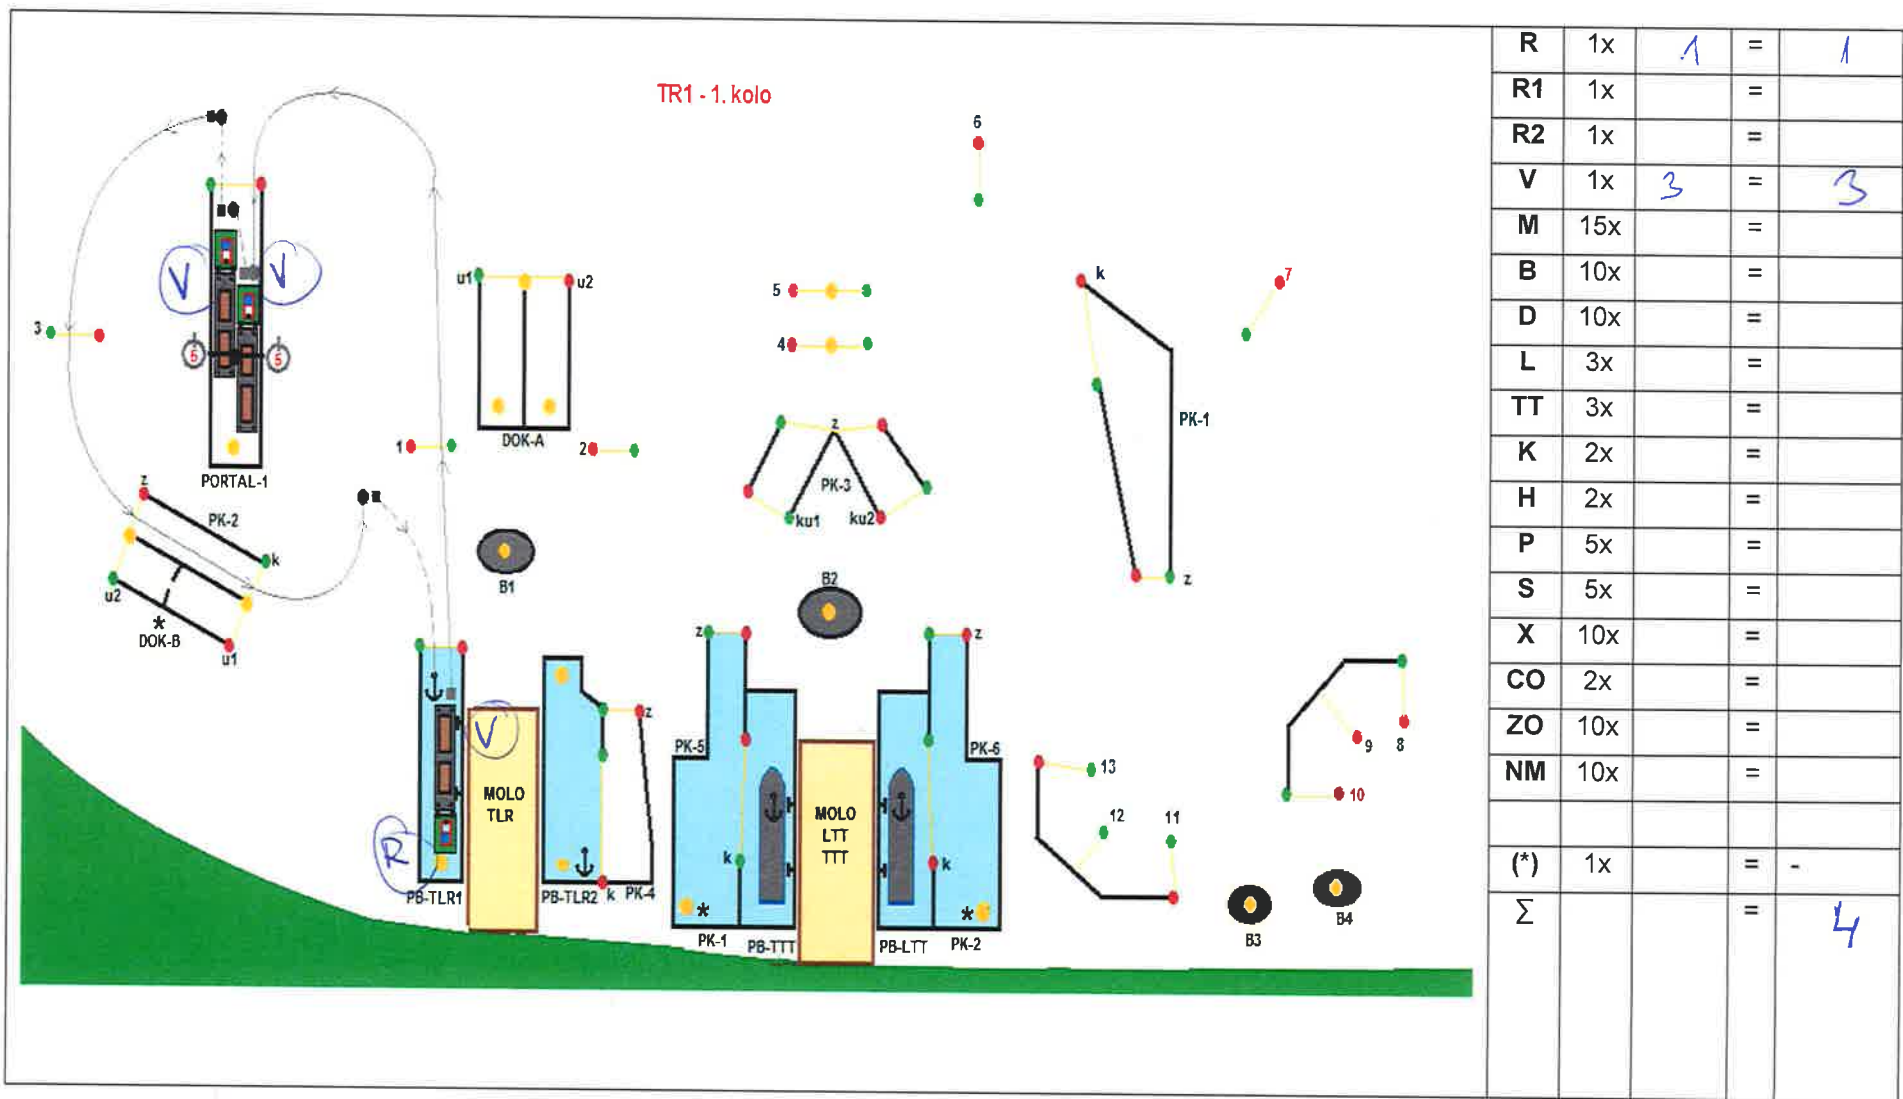 TR1 - 1. kolo
6
u1 u2
5
k
7
V V
3
5 5
4
PK-1
DOK-A
1
2
z
PORTAL-1
z
PK-3
PK-2
ku1 ku2
k
B1
B2
z
u2
*
DOK-B
u1
z
z
z
V
PK-5
PK-6
9
8
MOLO
TLR
MOLO
LTT
TTT
13
10
12
11
R
k
k
PB-TLR1
PB-TLR2
k
PK-4
*
*
PK-1
PB-TTT
PB-LTT
PK-2
B3
B4
R 1x 1 = 1
R1 1x =
R2 1x =
V 1x 3 = 3
M 15x =
B 10x =
D 10x =
L 3x =
TT 3x =
K 2x =
H 2x =
P 5x =
S 5x =
X 10x =
CO 2x =
ZO 10x =
NM 10x =
(*) 1x = -
Σ = 4